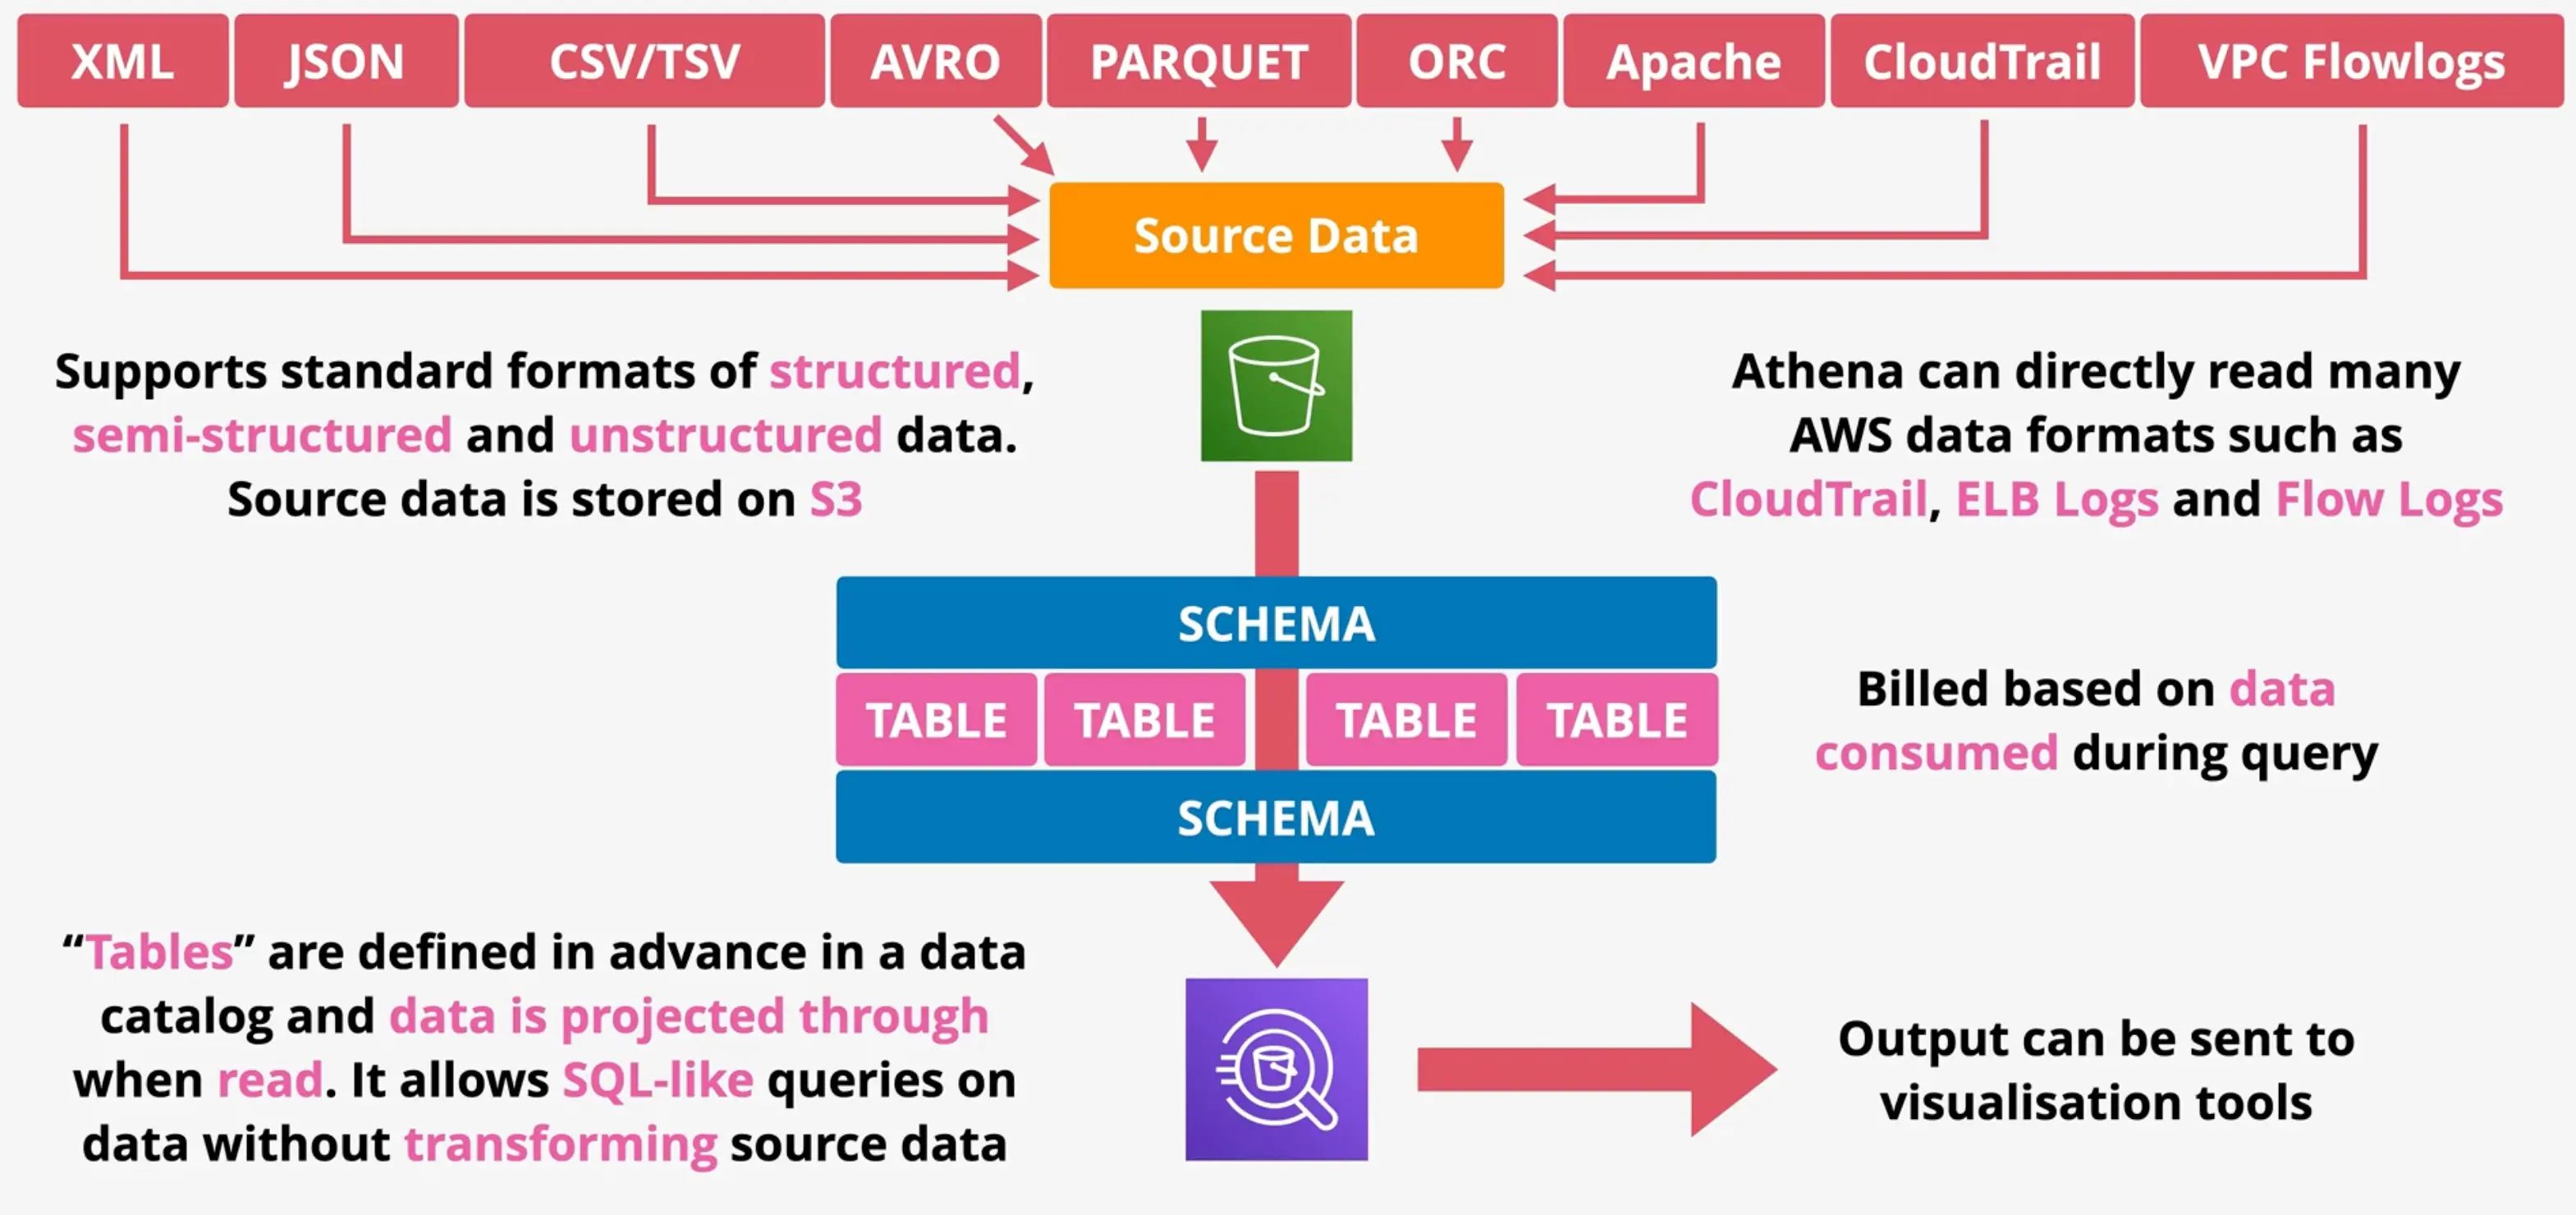 XML
JSON
CSV/TSV
AVRO
PARQUET
ORC
Apache
CloudTrail
VPC Flowlogs
Source Data
Supports standard formats of structured,
semi-structured and unstructured data.
Source data is stored on S3
Athena can directly read many
AWS data formats such as
CloudTrail, ELB Logs and Flow Logs
SCHEMA
TABLE
TABLE
TABLE
TABLE
SCHEMA
Billed based on data
consumed during query
“Tables” are defined in advance in a data
catalog and data is projected through
when read. It allows SQL-like queries on
data without transforming source data
Output can be sent to
visualisation tools